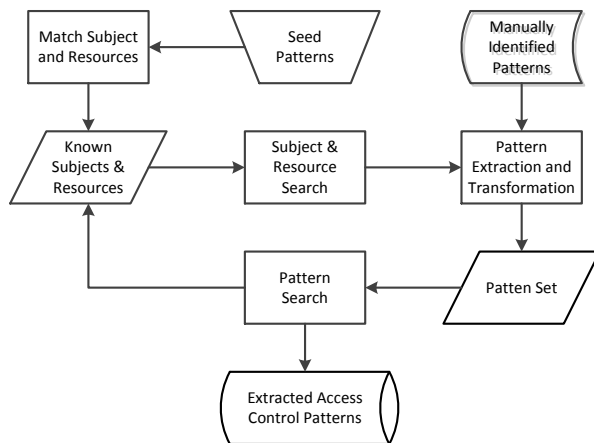 Match Subject
and Resources
Seed
Patterns
Manually
Identified
Patterns
Known
Subjects &
Resources
Subject &
Resource
Search
Pattern
Extraction and
Transformation
Pattern
Search
Patten Set
Extracted Access
Control Patterns